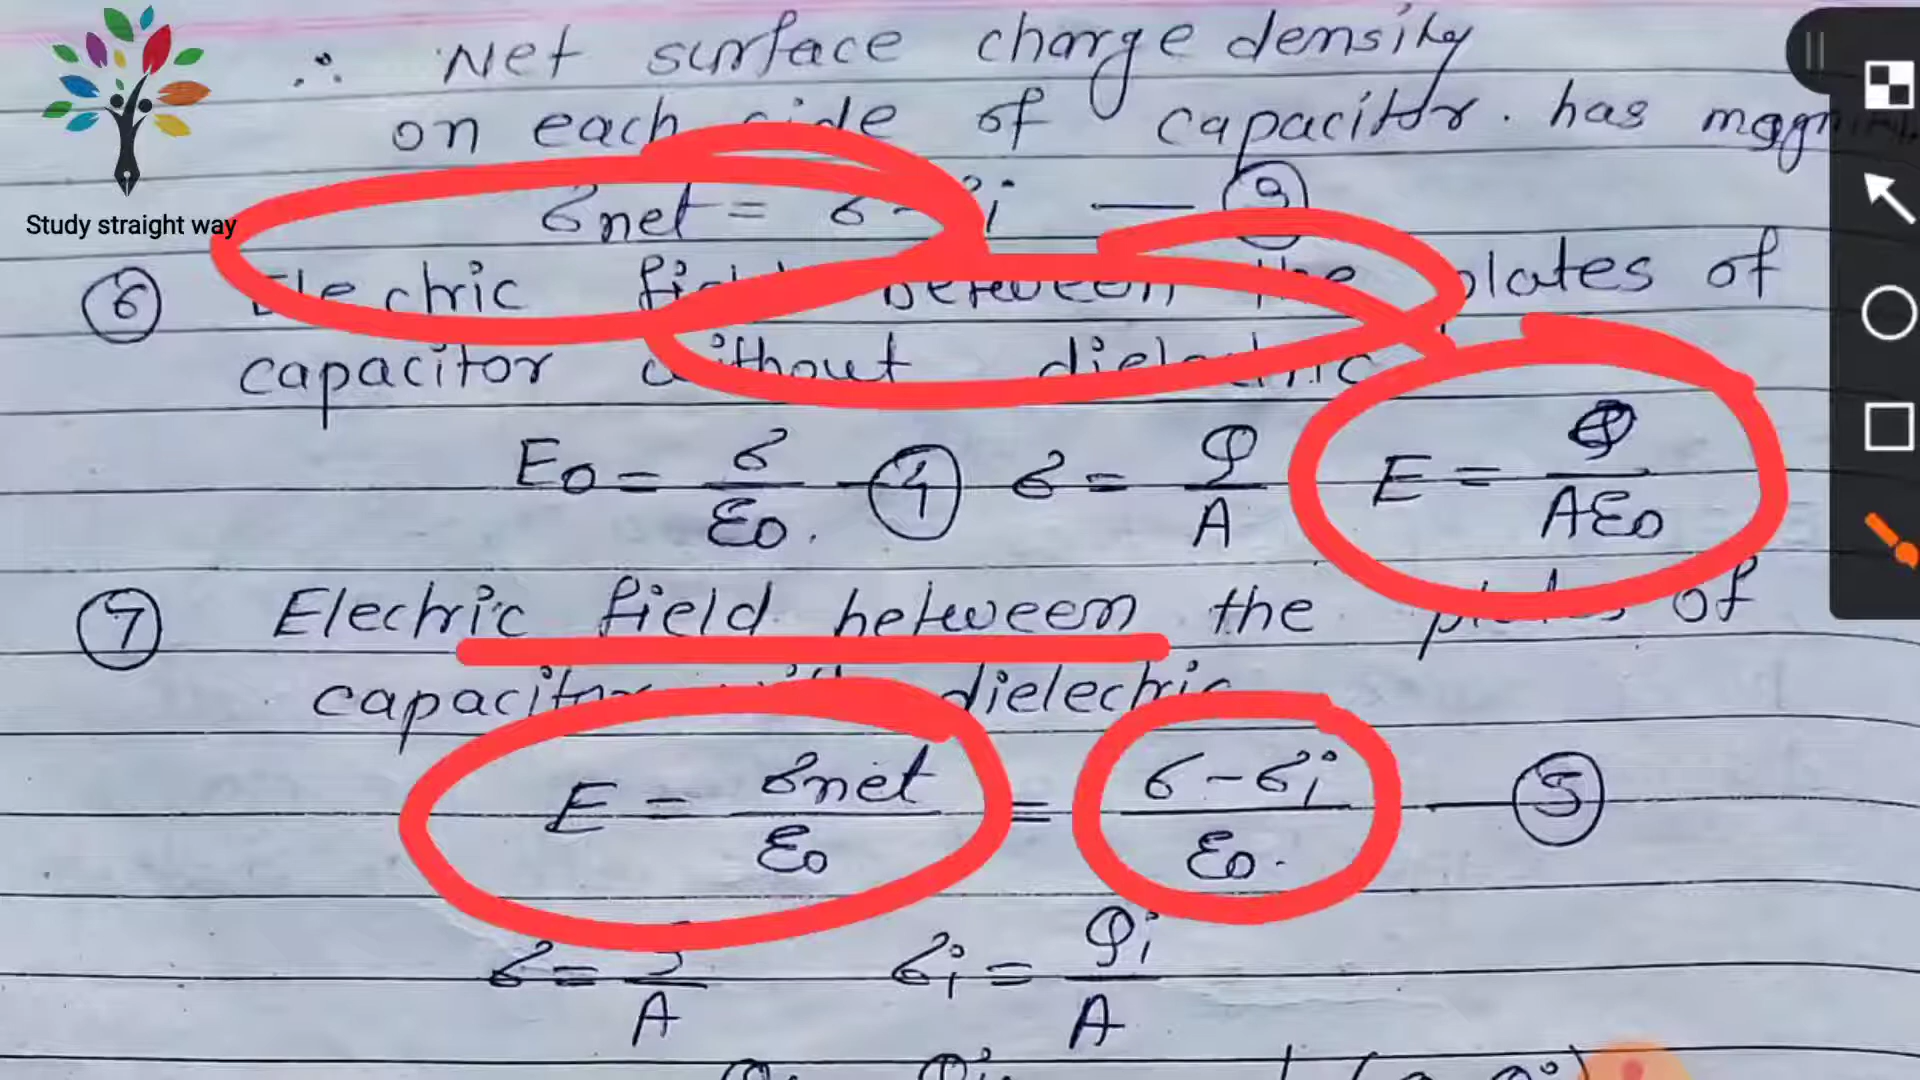 ∴ Net surface charge density
on each side of capacitor. has
Study straight way
σnet = σ - σi — ③
⑥ Electric field between the plates of
capacitor without dielectric
E0 = σ/ε0. — ④ σ = Q/A E = Q/Aε0
⑦ Electric field between the plates of
capacitor with dielectric
E = σnet/ε0 = σ-σi/ε0. — ⑤
σ = /A σi = Qi/A